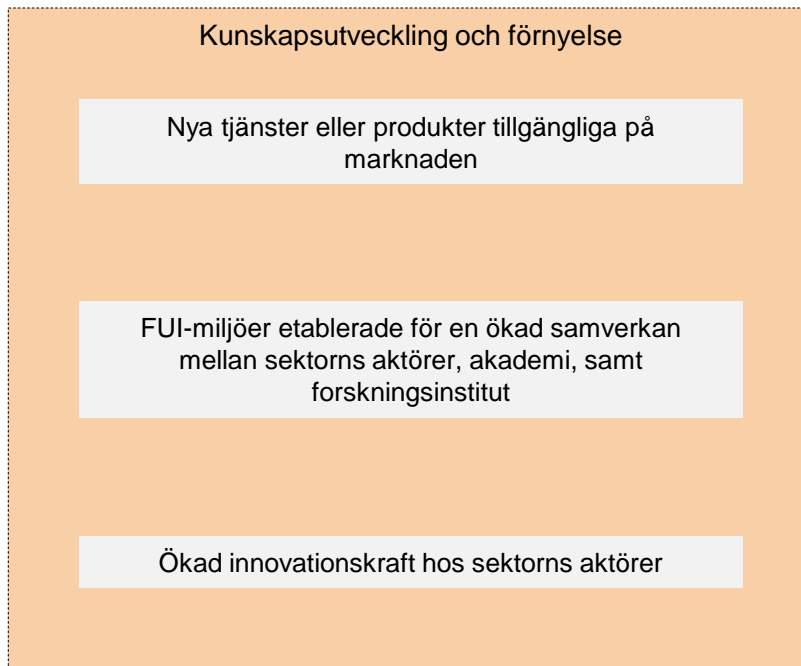 Kunskapsutveckling och förnyelse
Nya tjänster eller produkter tillgängliga på
marknaden
FUI-miljöer etablerade för en ökad samverkan
mellan sektorns aktörer, akademi, samt
forskningsinstitut
Ökad innovationskraft hos sektorns aktörer